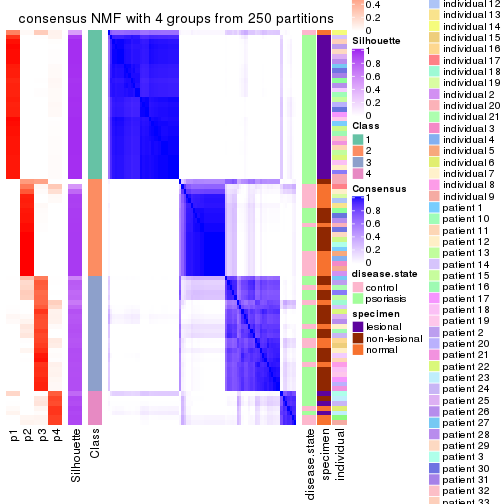 consensus NMF with 4 groups from 250 partitions
p1
p2
p3
p4
Silhouette
Class
disease.state
specimen
individual
0.4
0.2
0
Silhouette
1
0.8
0.6
0.4
0.2
0
Class
1
2
3
4
Consensus
1
0.8
0.6
0.4
0.2
0
disease.state
control
psoriasis
specimen
lesional
non-lesional
normal
individual 12
individual 13
individual 14
individual 15
individual 16
individual 17
individual 18
individual 19
individual 2
individual 20
individual 21
individual 3
individual 4
individual 5
individual 6
individual 7
individual 8
individual 9
patient 1
patient 10
patient 11
patient 12
patient 13
patient 14
patient 15
patient 16
patient 17
patient 18
patient 19
patient 2
patient 20
patient 21
patient 22
patient 23
patient 24
patient 25
patient 26
patient 27
patient 28
patient 29
patient 3
patient 30
patient 31
patient 32
patient 33